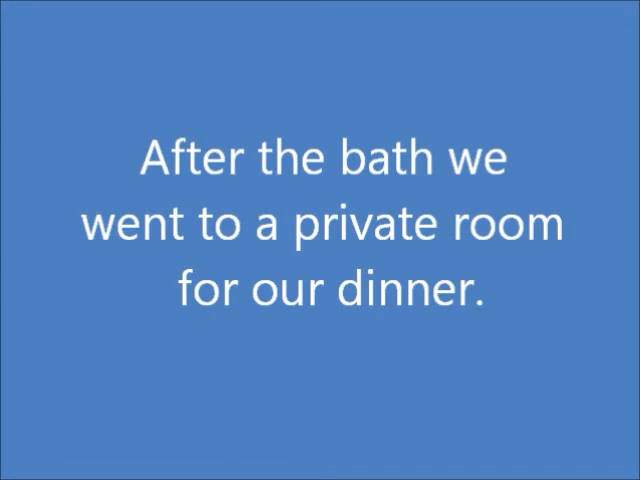 After the bath we
went to a private room
for our dinner.